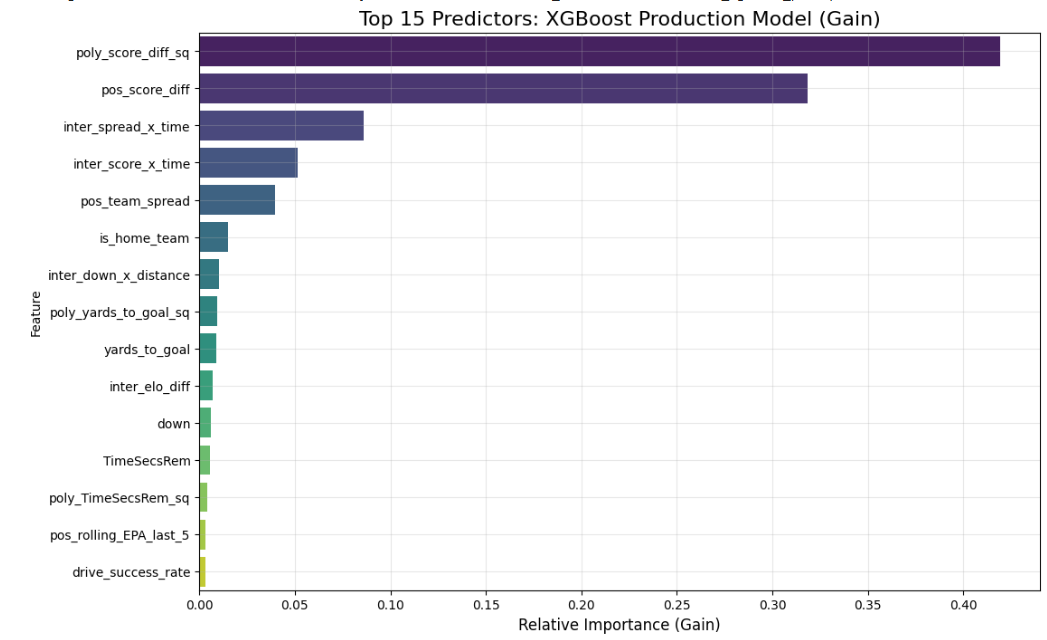 Top 15 Predictors: XGBoost Production Model (Gain)
poly_score_diff_sq
pos_score_diff
inter_spread_x_time
inter_score_x_time
pos_team_spread
is_home_team
inter_down_x_distance
poly_yards_to_goal_sq
yards_to_goal
inter_elo_diff
down
TimeSecsRem
poly_TimeSecsRem_sq
pos_rolling_EPA_last_5
drive_success_rate
Feature
0.00 0.05 0.10 0.15 0.20 0.25 0.30 0.35 0.40
Relative Importance (Gain)